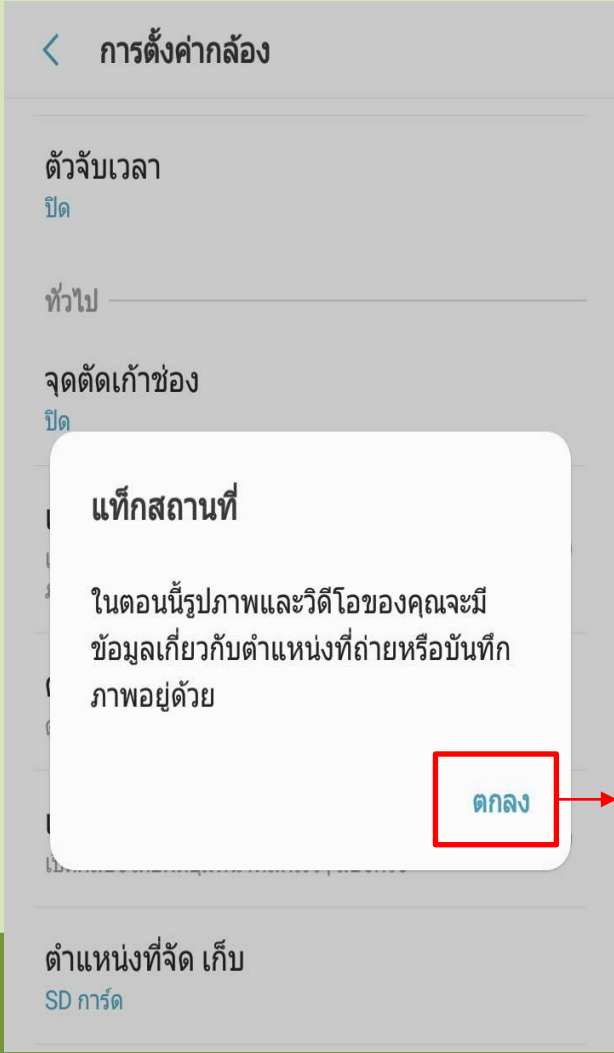 การตั้งค่ากล้อง
ตัวจับเวลา
ปิด
ทั่วไป
จุดตัดเก้าช่อง
ปิด
แท็กสถานที่
ในตอนนี้รูปภาพและวิดีโอของคุณจะมี
ข้อมูลเกี่ยวกับตำแหน่งที่ถ่ายหรือบันทึก
ภาพอยู่ด้วย
ตกลง
ตำแหน่งที่จัด เก็บ
SD การ์ด